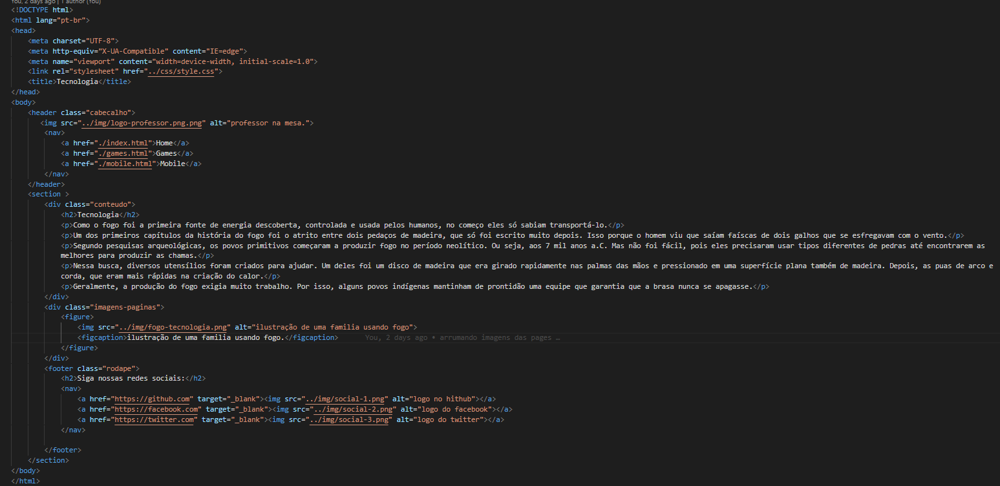 You, 2 days ago | 1 author (You)
<!DOCTYPE html>
<html lang="pt-br">
<head>
    <meta charset="UTF-8">
    <meta http-equiv="X-UA-Compatible" content="IE=edge">
    <meta name="viewport" content="width=device-width, initial-scale=1.0">
    <link rel="stylesheet" href="../css/style.css">
    <title>Tecnologia</title>
</head>
<body>
    <header class="cabecalho">
       <img src="../img/logo-professor.png.png" alt="professor na mesa.">
        <nav>
            <a href="./index.html">Home</a>
            <a href="./games.html">Games</a>
            <a href="./mobile.html">Mobile</a>
        </nav>
    </header>
    <section >
        <div class="conteudo">
            <h2>Tecnologia</h2>
            <p>Como o fogo foi a primeira fonte de energia descoberta, controlada e usada pelos humanos, no começo eles só sabiam transportá-lo.</p>
            <p>Um dos primeiros capítulos da história do fogo foi o atrito entre dois pedaços de madeira, que só foi escrito muito depois. Isso porque o homem viu que saíam faíscas de dois galhos que se esfregavam com o vento.</p>
            <p>Segundo pesquisas arqueológicas, os povos primitivos começaram a produzir fogo no período neolítico. Ou seja, aos 7 mil anos a.C. Mas não foi fácil, pois eles precisaram usar tipos diferentes de pedras até encontrarem as
            melhores para produzir as chamas.</p>
            <p>Nessa busca, diversos utensílios foram criados para ajudar. Um deles foi um disco de madeira que era girado rapidamente nas palmas das mãos e pressionado em uma superfície plana também de madeira. Depois, as puas de arco e
            corda, que eram mais rápidas na criação do calor.</p>
            <p>Geralmente, a produção do fogo exigia muito trabalho. Por isso, alguns povos indígenas mantinham de prontidão uma equipe que garantia que a brasa nunca se apagasse.</p>
        </div>
        <div class="imagens-paginas">
            <figure>
                <img src="../img/fogo-tecnologia.png" alt="ilustração de uma familia usando fogo">
                <figcaption>ilustração de uma familia usando fogo.</figcaption>      You, 2 days ago • arrumando imagens das pages …
            </figure>
        </div>
        <footer class="rodape">
            <h2>Siga nossas redes sociais:</h2>
            <nav>
                <a href="https://github.com" target="_blank"><img src="../img/social-1.png" alt="logo no hithub"></a>
                <a href="https://facebook.com" target="_blank"><img src="../img/social-2.png" alt="logo do facebook"></a>
                <a href="https://twitter.com" target="_blank"><img src="../img/social-3.png" alt="logo do twitter"></a>
            </nav>

        </footer>
    </section>
</body>
</html>